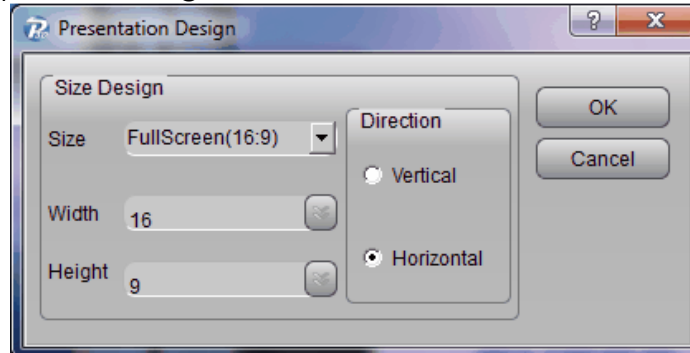 Presentation Design
Size Design
Size
FullScreen(16:9)
Width
16
Height
9
Direction
Vertical
Horizontal
OK
Cancel